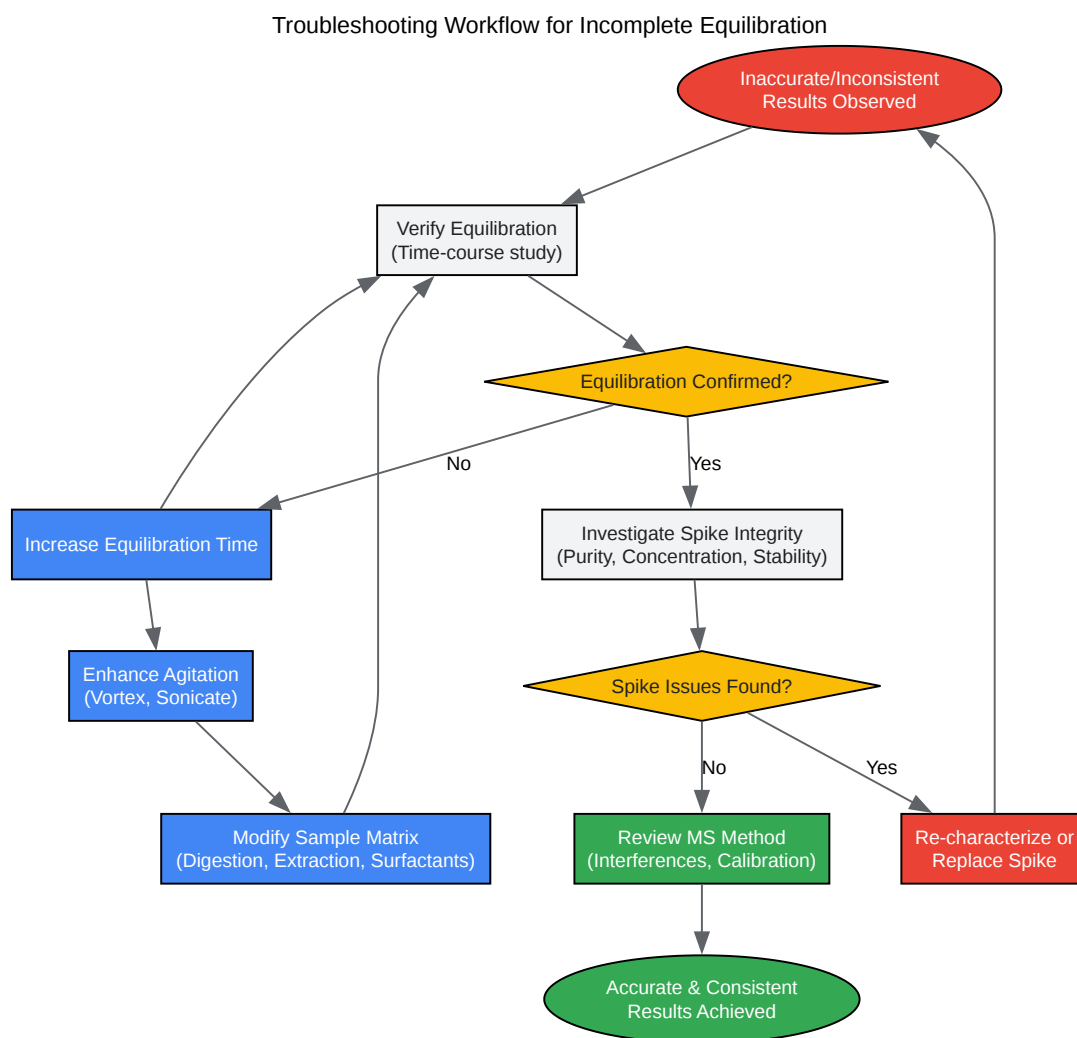 Troubleshooting Workflow for Incomplete Equilibration
Inaccurate/Inconsistent
Results Observed
Verify Equilibration
(Time-course study)
Equilibration Confirmed?
No
Yes
Increase Equilibration Time
Investigate Spike Integrity
(Purity, Concentration, Stability)
Enhance Agitation
(Vortex, Sonicate)
Spike Issues Found?
No
Yes
Modify Sample Matrix
(Digestion, Extraction, Surfactants)
Review MS Method
(Interferences, Calibration)
Re-characterize or
Replace Spike
Accurate & Consistent
Results Achieved